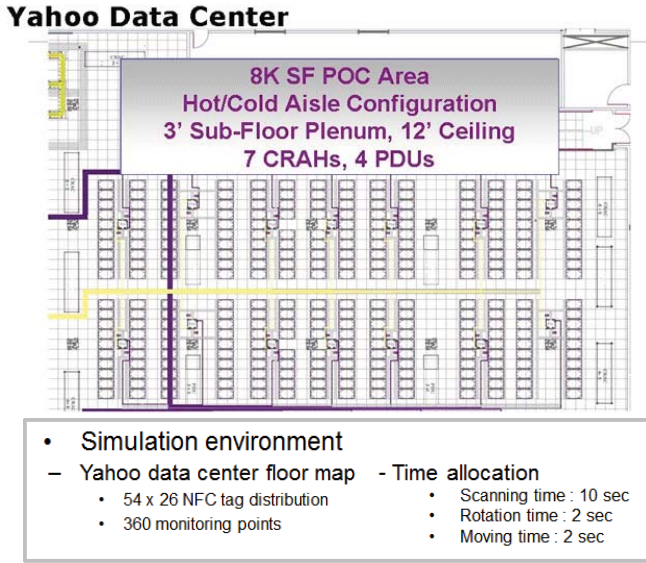 Yahoo Data Center
8K SF POC Area
Hot/Cold Aisle Configuration
3' Sub-Floor Plenum, 12' Ceiling
7 CRAHs, 4 PDUs
UP
• Simulation environment
– Yahoo data center floor map
• 54 x 26 NFC tag distribution
• 360 monitoring points
- Time allocation
• Scanning time : 10 sec
• Rotation time : 2 sec
• Moving time : 2 sec